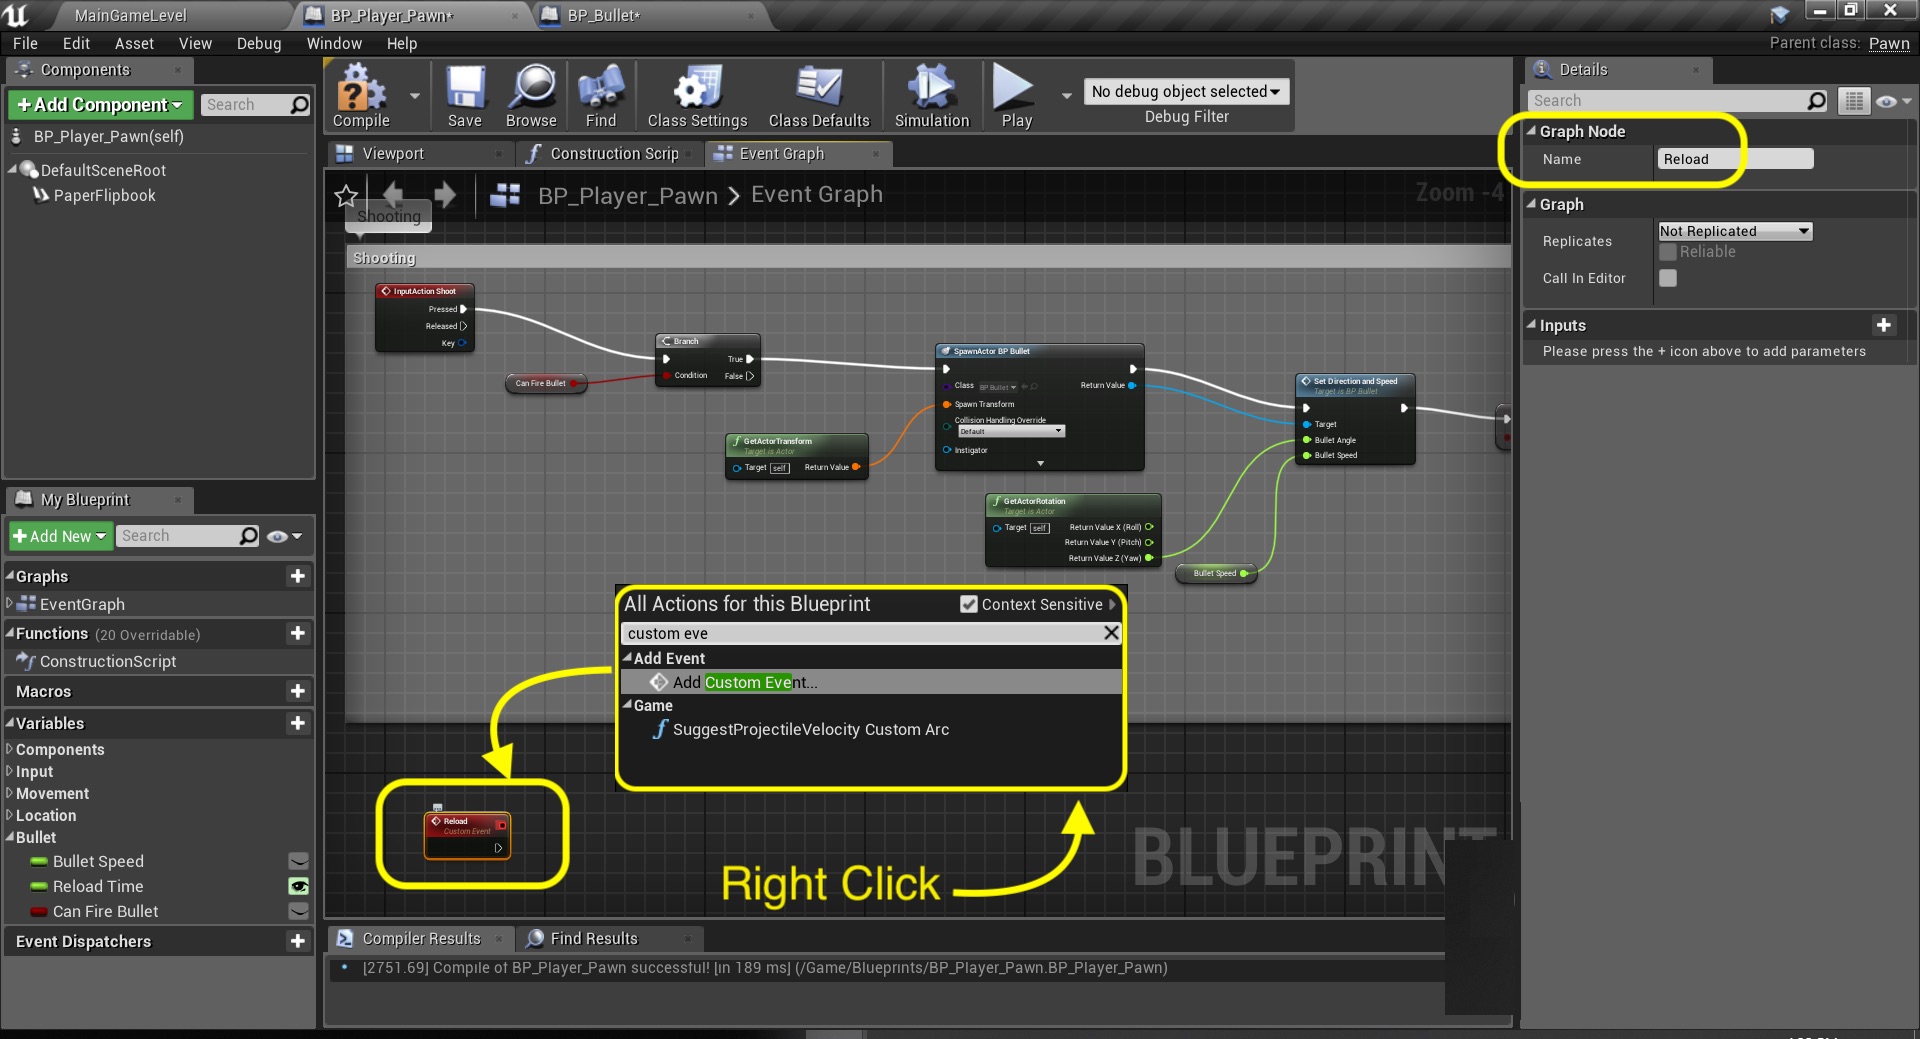 MainGameLevel
BP_Player_Pawn*
BP_Bullet*
File Edit Asset View Debug Window Help
Parent class: Pawn
Components
+Add Component
Search
BP_Player_Pawn(self)
DefaultSceneRoot
PaperFlipbook
Compile
Save
Browse
Find
Class Settings
Class Defaults
Simulation
Play
No debug object selected
Debug Filter
Viewport
Construction Scrip
Event Graph
BP_Player_Pawn > Event Graph
Zoom -4
Shooting
Shooting
InputAction Shoot
Pressed
Released
Key
Can Fire Bullet
Branch
True
Condition
False
SpawnActor BP Bullet
Class
BP Bullet
Return Value
Spawn Transform
Collision Handling Override
Default
Instigator
GetActorTransform
Target is Actor
Target self
Return Value
Set Direction and Speed
Target is BP Bullet
Target
Bullet Angle
Bullet Speed
GetActorRotation
Target is Actor
Target self
Return Value X (Roll)
Return Value Y (Pitch)
Return Value Z (Yaw)
Bullet Speed
All Actions for this Blueprint
Context Sensitive
custom eve
Add Event
Add Custom Event...
Game
SuggestProjectileVelocity Custom Arc
Reload
Custom Event
Right Click
BLUEPRINT
My Blueprint
+Add New
Search
Graphs
EventGraph
Functions (20 Overridable)
ConstructionScript
Macros
Variables
Components
Input
Movement
Location
Bullet
Bullet Speed
Reload Time
Can Fire Bullet
Event Dispatchers
Compiler Results
Find Results
[2751.69] Compile of BP_Player_Pawn successful! [in 189 ms] (/Game/Blueprints/BP_Player_Pawn.BP_Player_Pawn)
Details
Search
Graph Node
Name
Reload
Graph
Replicates
Not Replicated
Reliable
Call In Editor
Inputs
Please press the + icon above to add parameters